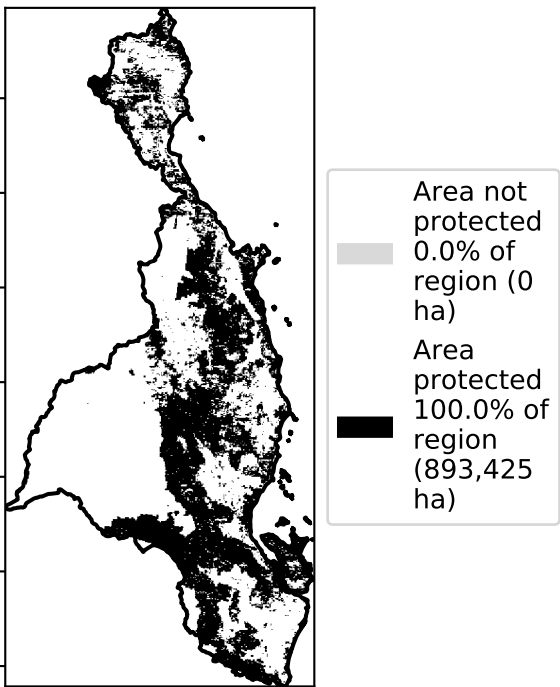 Area not
protected
0.0% of
region (0
ha)
Area
protected
100.0% of
region
(893,425
ha)